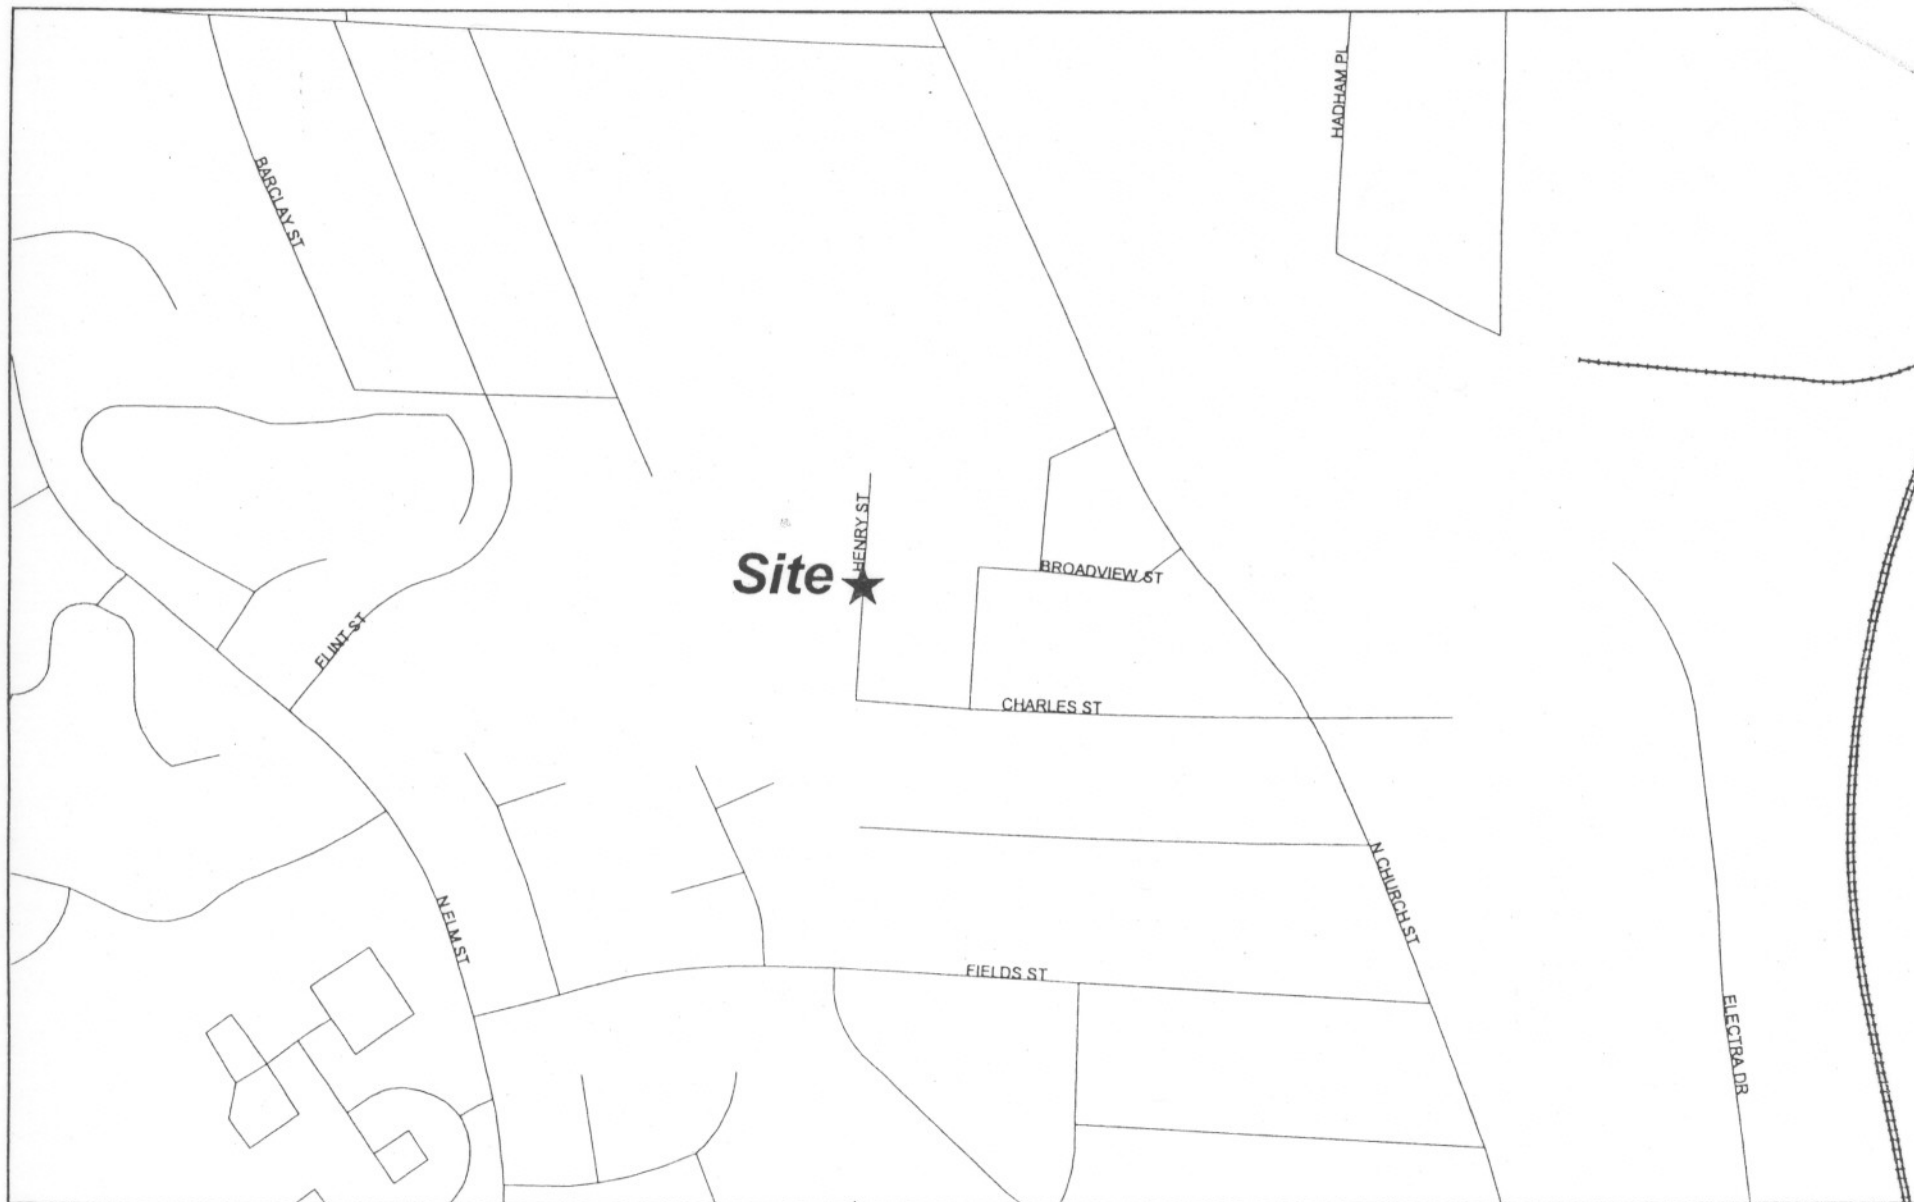 HADHAM PL
BARCLAY ST
HENRY ST
Site
BROADVIEW ST
FLINT ST
CHARLES ST
N CHURCH ST
N ELM ST
FIELDS ST
ELECTRA DR